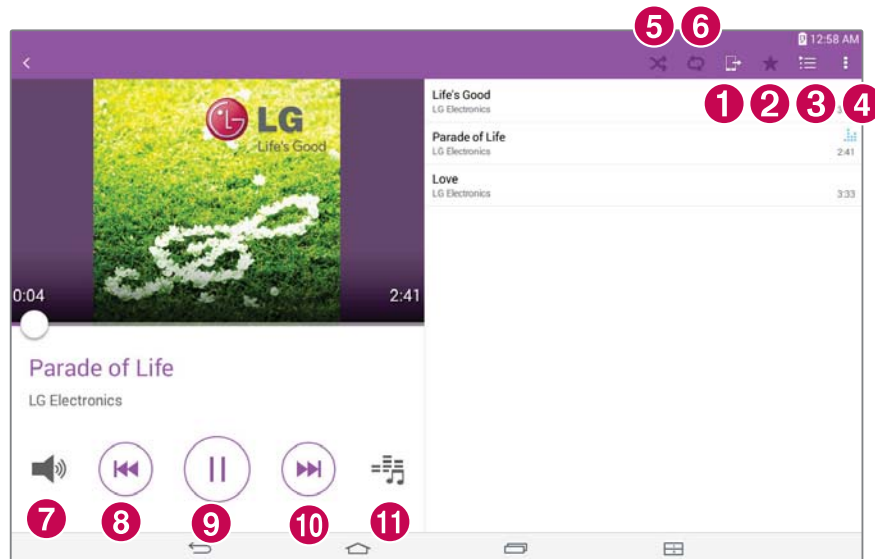 5 6
12:58 AM
1 2 3 4
LG
Life's Good
0:04
2:41
Parade of Life
LG Electronics
Life's Good
LG Electronics
Parade of Life
LG Electronics
2:41
Love
LG Electronics
3:33
7 8 9 10 11